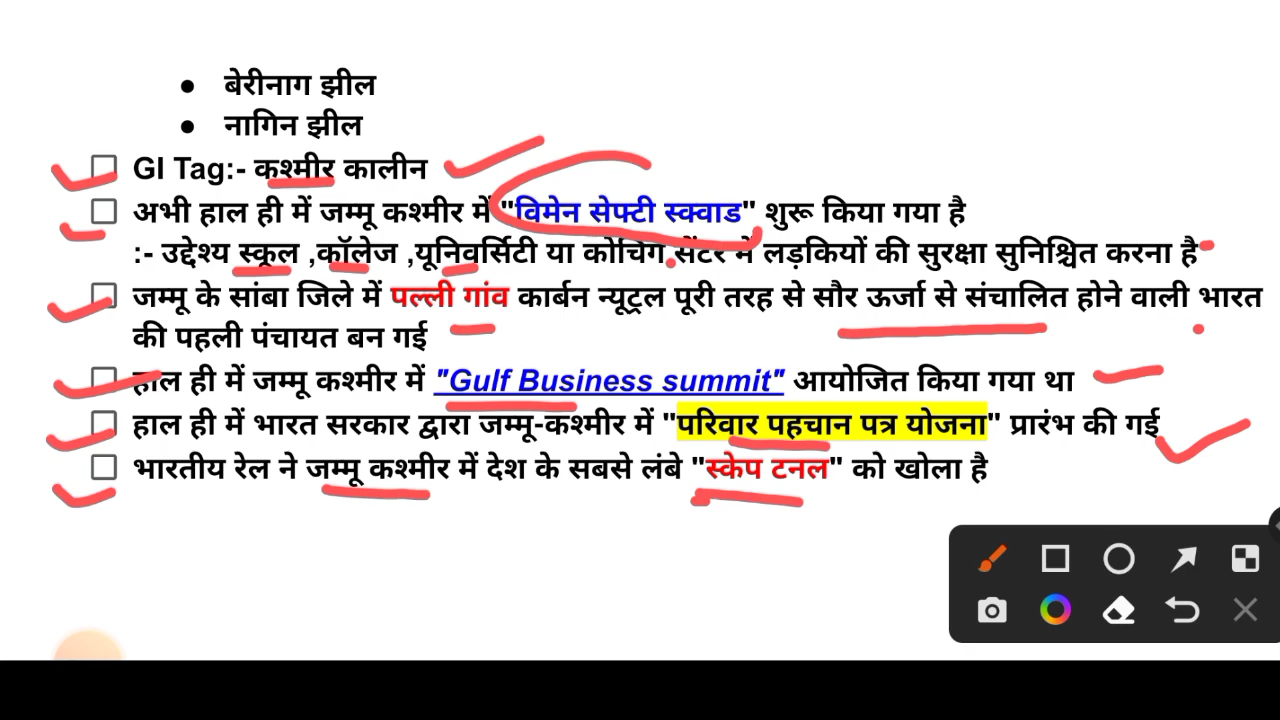 ● बेरीनाग झील
● नागिन झील
☐ GI Tag:- कश्मीर कालीन
☐ अभी हाल ही में जम्मू कश्मीर में "विमेन सेफ्टी स्क्वाड" शुरू किया गया है
:- उद्देश्य स्कूल ,कॉलेज ,यूनिवर्सिटी या कोचिंग सेंटर में लड़कियों की सुरक्षा सुनिश्चित करना है
☐ जम्मू के सांबा जिले में पल्ली गांव कार्बन न्यूट्रल पूरी तरह से सौर ऊर्जा से संचालित होने वाली भारत
की पहली पंचायत बन गई
☐ हाल ही में जम्मू कश्मीर में "Gulf Business summit" आयोजित किया गया था
☐ हाल ही में भारत सरकार द्वारा जम्मू-कश्मीर में "परिवार पहचान पत्र योजना" प्रारंभ की गई
☐ भारतीय रेल ने जम्मू कश्मीर में देश के सबसे लंबे "स्केप टनल" को खोला है